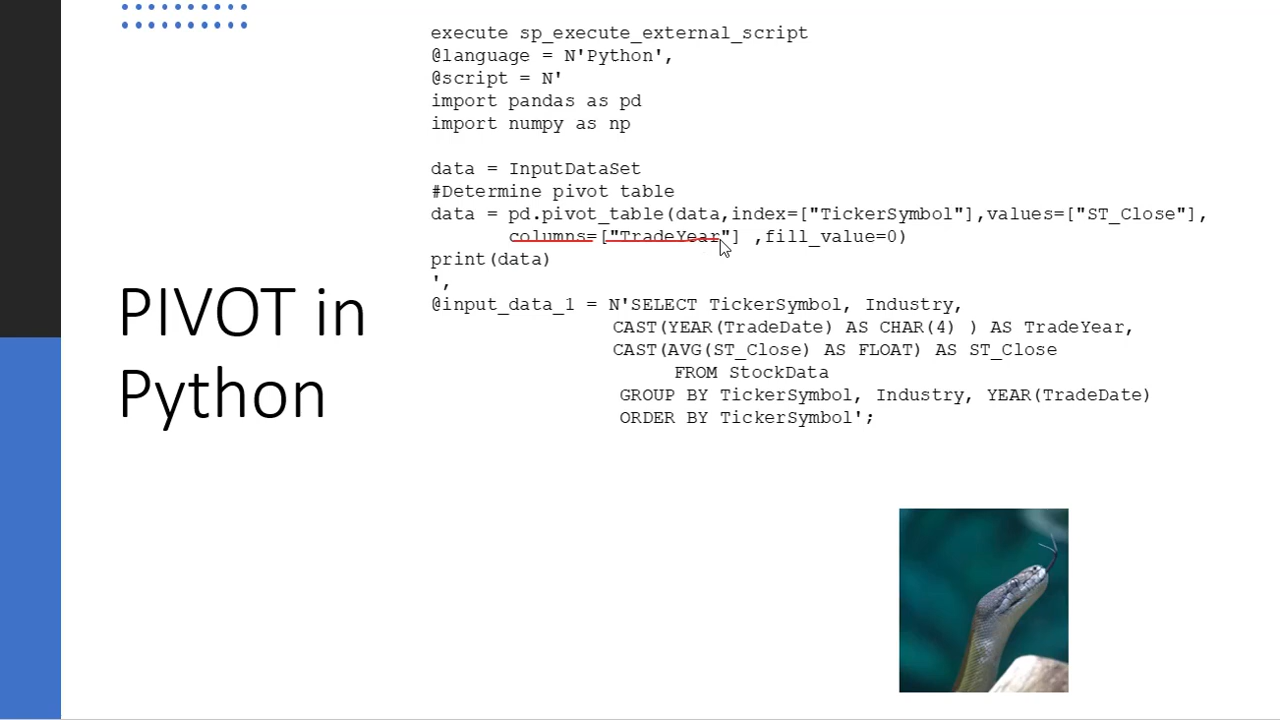 PIVOT in
Python
execute sp_execute_external_script
@language = N'Python',
@script = N'
import pandas as pd
import numpy as np
data = InputDataSet
#Determine pivot table
data = pd.pivot_table(data,index=["TickerSymbol"],values=["ST_Close"],
columns=["TradeYear"] ,fill_value=0)
print(data)
',
@input_data_1 = N'SELECT TickerSymbol, Industry,
CAST(YEAR(TradeDate) AS CHAR(4) ) AS TradeYear,
CAST(AVG(ST_Close) AS FLOAT) AS ST_Close
FROM StockData
GROUP BY TickerSymbol, Industry, YEAR(TradeDate)
ORDER BY TickerSymbol';